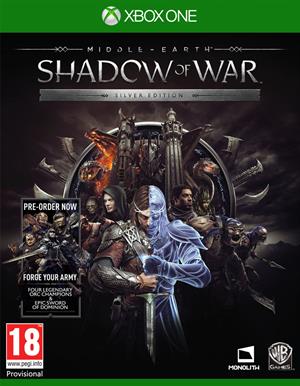 XBOX ONE
MIDDLE-EARTH
SHADOW OF WAR
SILVER EDITION
PRE-ORDER NOW
FORGE YOUR ARMY
FOUR LEGENDARY
ORC CHAMPIONS
&
EPIC SWORD
OF DOMINION
18
www.pegi.info
Provisional
MONOLITH
WB
GAMES